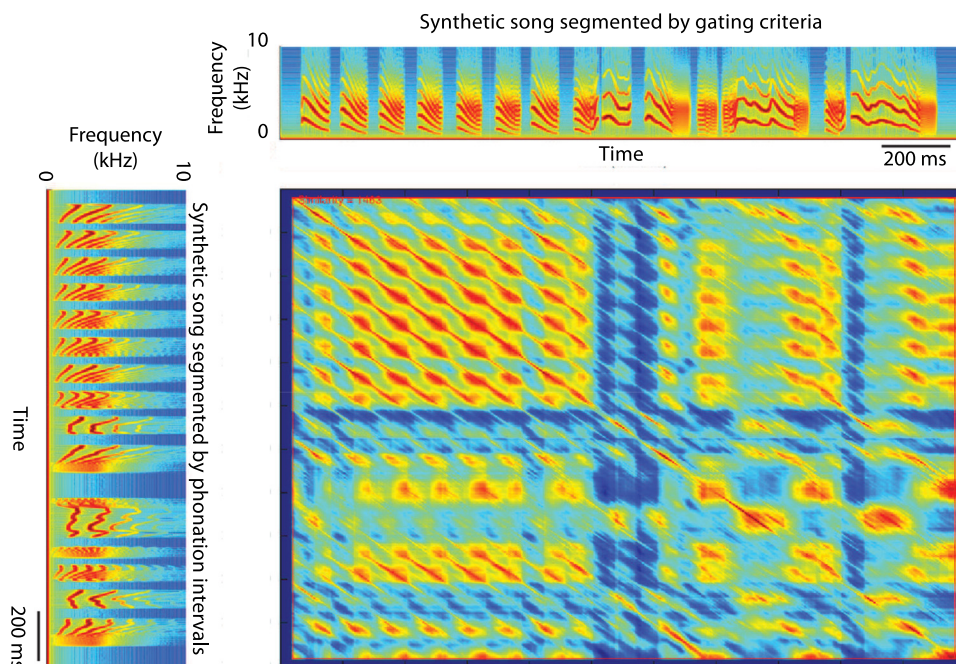 Synthetic song segmented by gating criteria
10
Frequency
(kHz)
0
Time
200 ms
Frequency
(kHz)
0
10
Time
200 ms
Synthetic song segmented by phonation intervals
= 1463